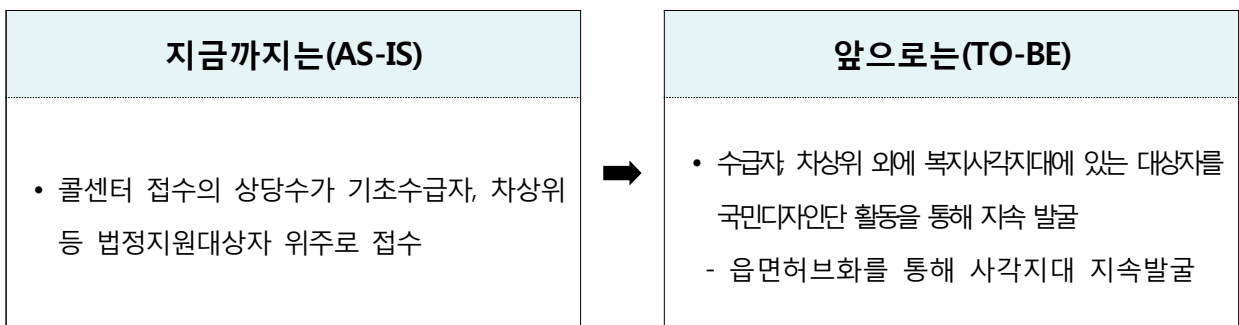 지금까지는(AS-IS)
• 콜센터 접수의 상당수가 기초수급자, 차상위
등 법정지원대상자 위주로 접수
➡
앞으로는(TO-BE)
• 수급자, 차상위 외에 복지사각지대에 있는 대상자를
국민디자인단 활동을 통해 지속 발굴
- 읍면허브화를 통해 사각지대 지속발굴